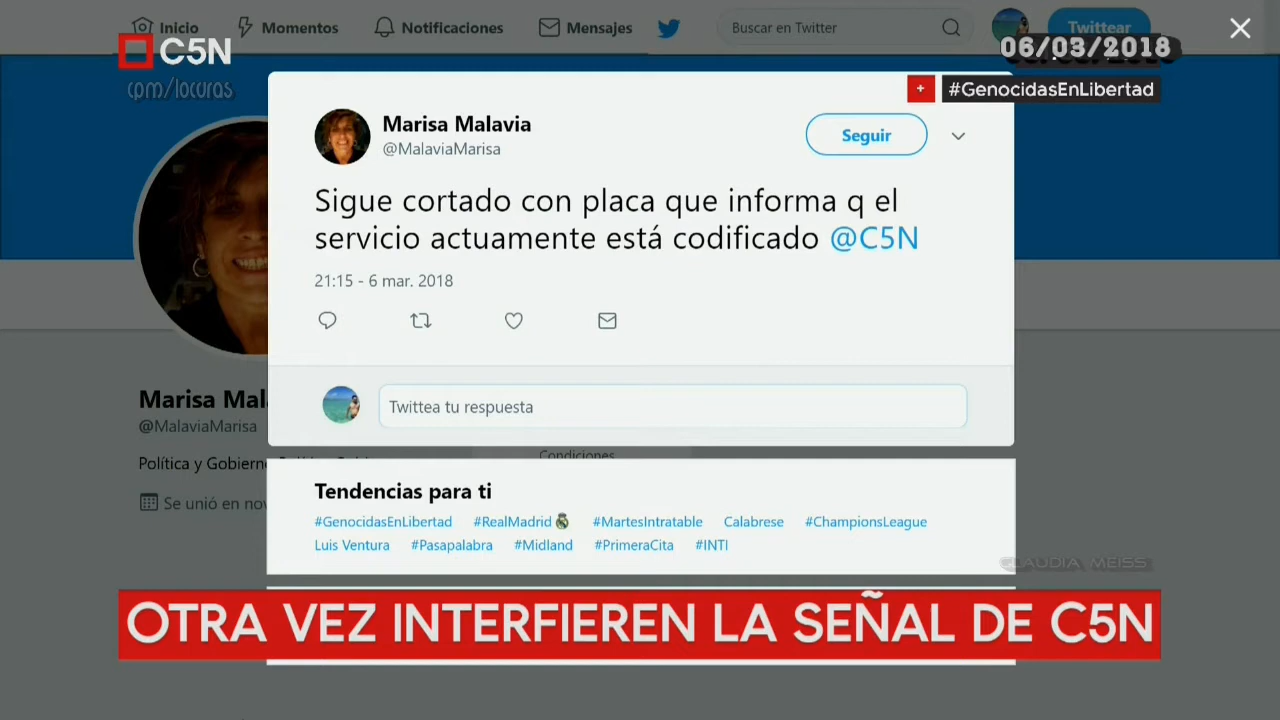 Inicio
Momentos
Notificaciones
Mensajes
Buscar en Twitter
Twittear
C5N
06/03/2018
cpm/locuras
+ #GenocidasEnLibertad
Marisa Malavia
@MalaviaMarisa
Seguir
Sigue cortado con placa que informa q el
servicio actuamente está codificado @C5N
21:15 - 6 mar. 2018
Twittea tu respuesta
Marisa Mal
@MalaviaMarisa
Política y Gobierno
Se unió en nov
Condiciones
Tendencias para ti
#GenocidasEnLibertad #RealMadrid #MartesIntratable Calabrese #ChampionsLeague
Luis Ventura #Pasapalabra #Midland #PrimeraCita #INTI
CLAUDIA MEISS
OTRA VEZ INTERFIEREN LA SEÑAL DE C5N